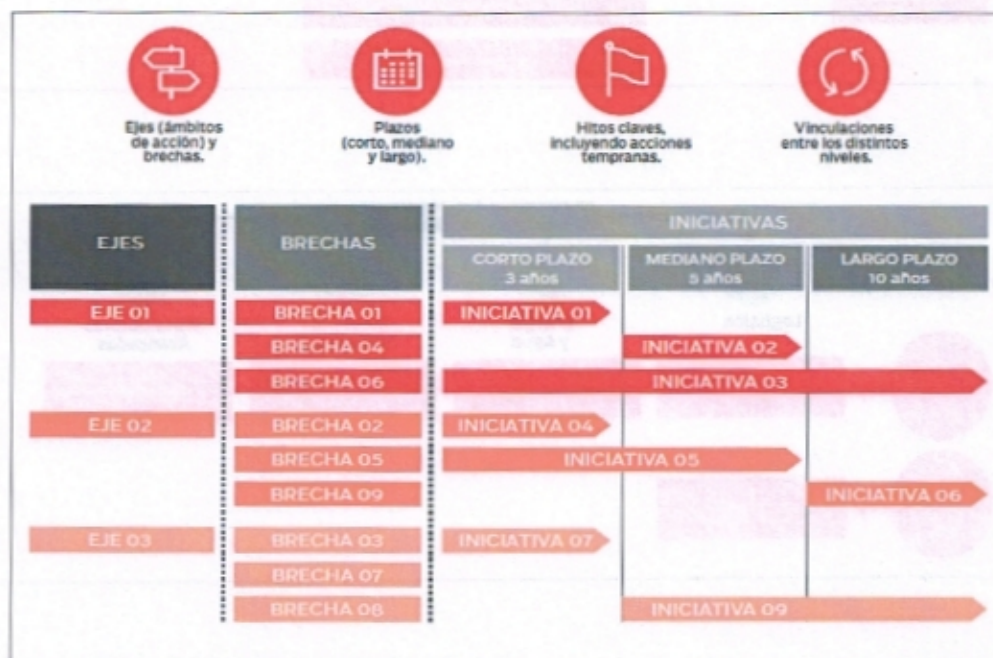 Ejes (ámbitos
de acción) y
brechas.
Plazos
(corto, mediano
y largo).
Hitos claves,
incluyendo acciones
tempranas.
Vinculaciones
entre los distintos
niveles.
EJES
BRECHAS
INICIATIVAS
CORTO PLAZO
3 años
MEDIANO PLAZO
5 años
LARGO PLAZO
10 años
EJE 01
BRECHA 01
INICIATIVA 01
BRECHA 04
INICIATIVA 02
BRECHA 06
INICIATIVA 03
EJE 02
BRECHA 02
INICIATIVA 04
BRECHA 05
INICIATIVA 05
BRECHA 09
INICIATIVA 06
EJE 03
BRECHA 03
INICIATIVA 07
BRECHA 07
BRECHA 08
INICIATIVA 09